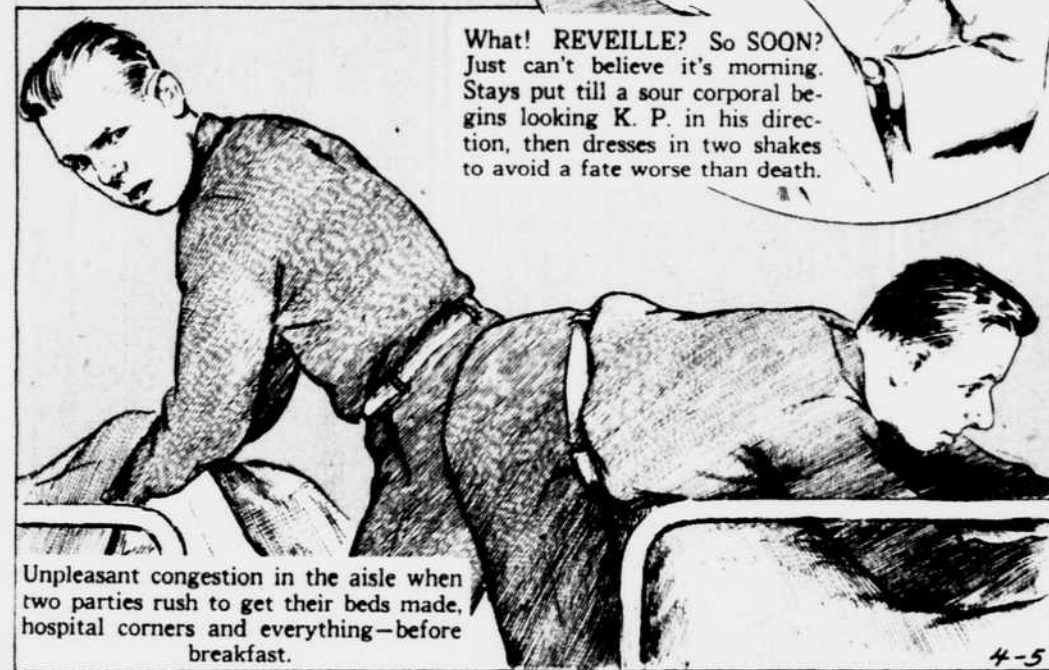 What! REVEILLE? So SOON?
Just can't believe it's morning.
Stays put till a sour corporal be-
gins looking K. P. in his direc-
tion, then dresses in two shakes
to avoid a fate worse than death.
Unpleasant congestion in the aisle when
two parties rush to get their beds made,
hospital corners and everything—before
breakfast.
4-5